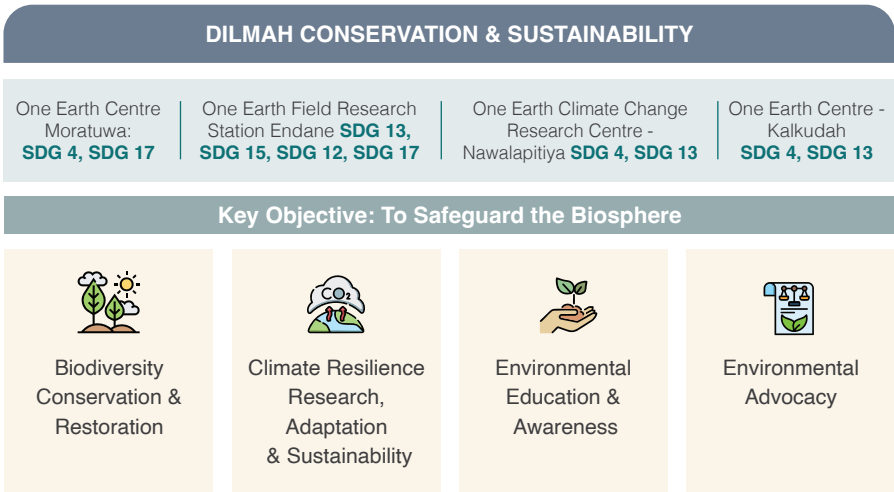 DILMAH CONSERVATION & SUSTAINABILITY
One Earth Centre
Moratuwa:
SDG 4, SDG 17
One Earth Field Research
Station Endane SDG 13,
SDG 15, SDG 12, SDG 17
One Earth Climate Change
Research Centre -
Nawalapitiya SDG 4, SDG 13
One Earth Centre -
Kalkudah
SDG 4, SDG 13
Key Objective: To Safeguard the Biosphere
Biodiversity
Conservation &
Restoration
CO₂
Climate Resilience
Research,
Adaptation
& Sustainability
Environmental
Education &
Awareness
Environmental
Advocacy